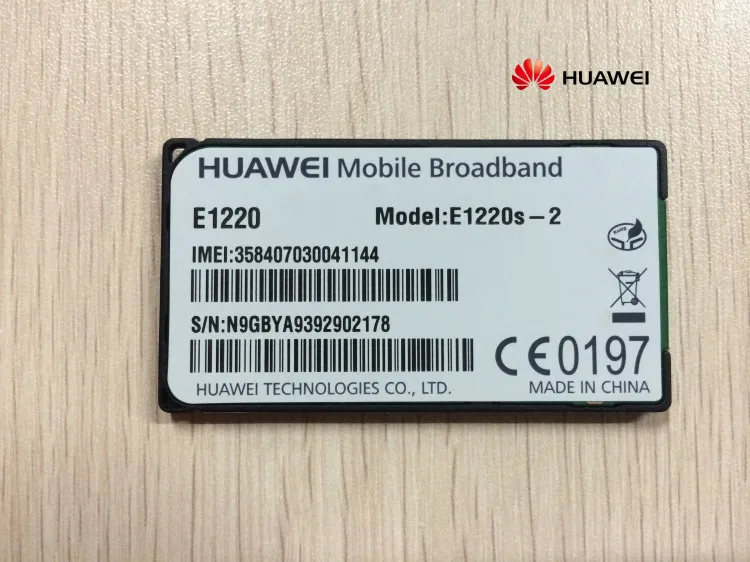 HUAWEI
HUAWEI Mobile Broadband
E1220 Model:E1220s-2
IMEI:358407030041144
S/N:N9GBYA9392902178
CE0197
HUAWEI TECHNOLOGIES CO., LTD. MADE IN CHINA